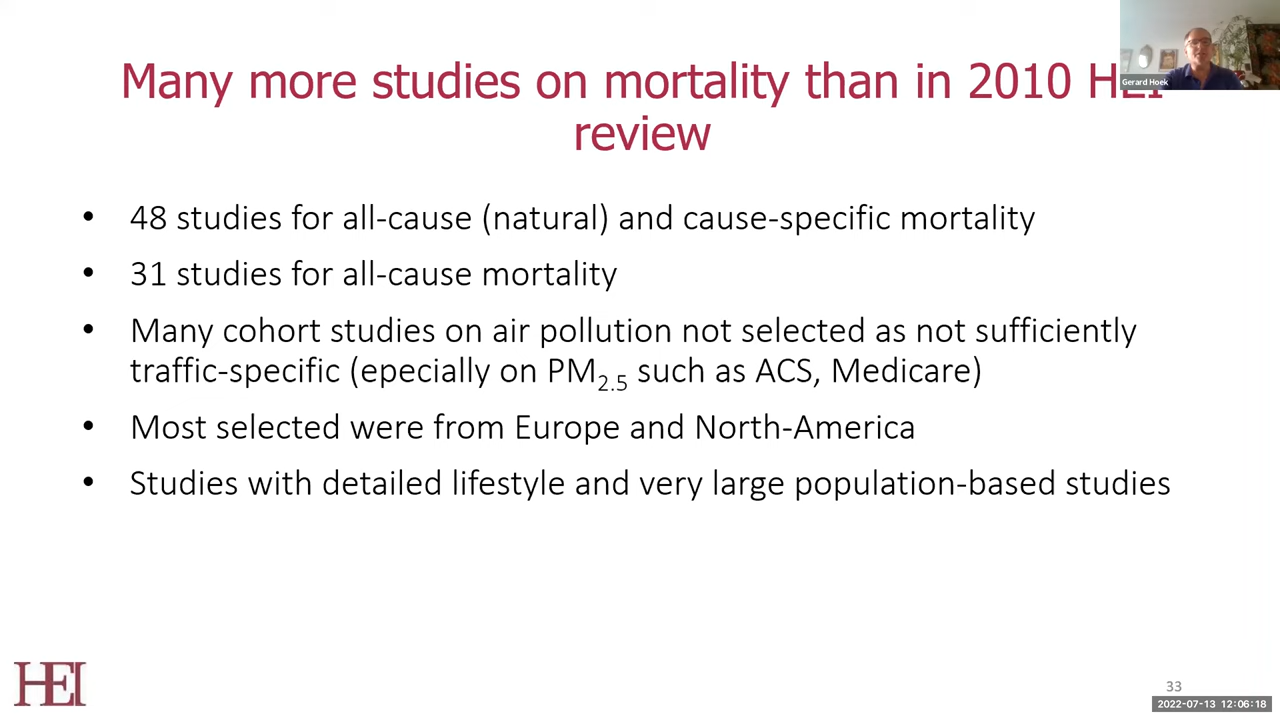 Many more studies on mortality than in 2010 HEI
review
Gerard Hoek
• 48 studies for all-cause (natural) and cause-specific mortality
• 31 studies for all-cause mortality
• Many cohort studies on air pollution not selected as not sufficiently
traffic-specific (epecially on PM2.5 such as ACS, Medicare)
• Most selected were from Europe and North-America
• Studies with detailed lifestyle and very large population-based studies
HEI
33
2022-07-13 12:06:18